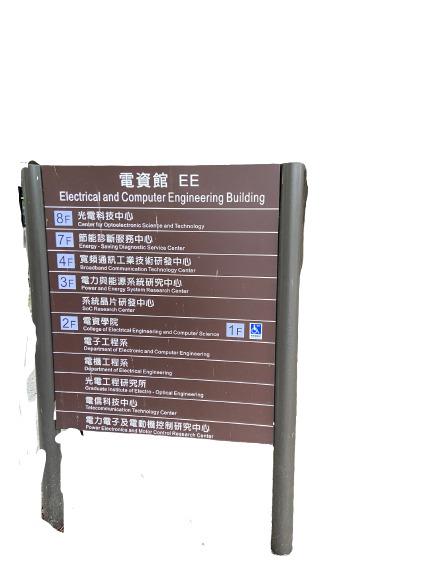 電資館 EE
Electrical and Computer Engineering Building
8F 光電科技中心
Center for Optoelectronic Science and Technology
7F 節能診斷服務中心
Energy - Saving Diagnostic Service Center
4F 寬頻通訊工業技術研發中心
Broadband Communication Technology Center
3F 電力與能源系統研究中心
Power and Energy System Research Center
系統晶片研發中心
SoC Research Center
2F 電資學院 1F
College of Electrical Engineering and Computer Science
電子工程系
Department of Electronic and Computer Engineering
電機工程系
Department of Electrical Engineering
光電工程研究所
Graduate Institute of Electro - Optical Engineering
電信科技中心
Telecommunication Technology Center
電力電子及電動機控制研究中心
Power Electronics and Motor Control Research Center